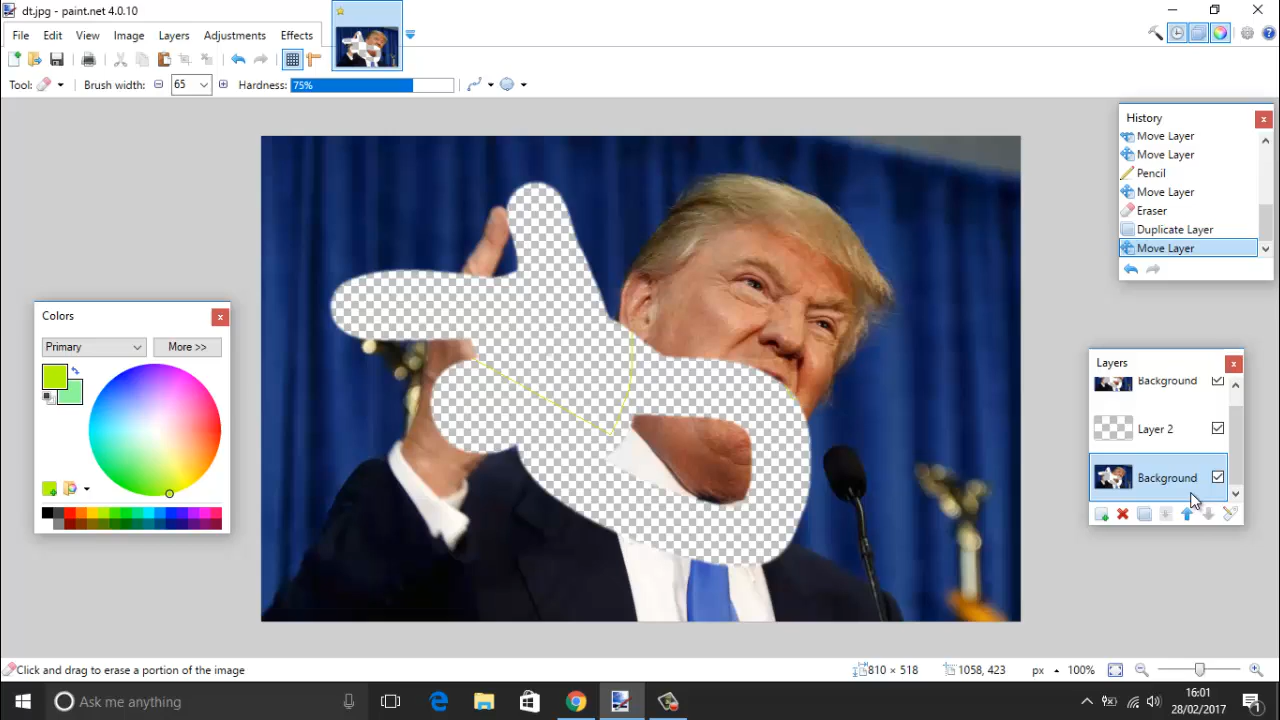 dt.jpg - paint.net 4.0.10
File Edit View Image Layers Adjustments Effects
Tool: Brush width: 65 Hardness: 75%
History
Move Layer
Move Layer
Pencil
Move Layer
Eraser
Duplicate Layer
Move Layer
Colors
Primary More >>
Layers
Background
Layer 2
Background
Click and drag to erase a portion of the image 810 × 518 1058, 423 px 100%
Ask me anything
16:01
28/02/2017
1